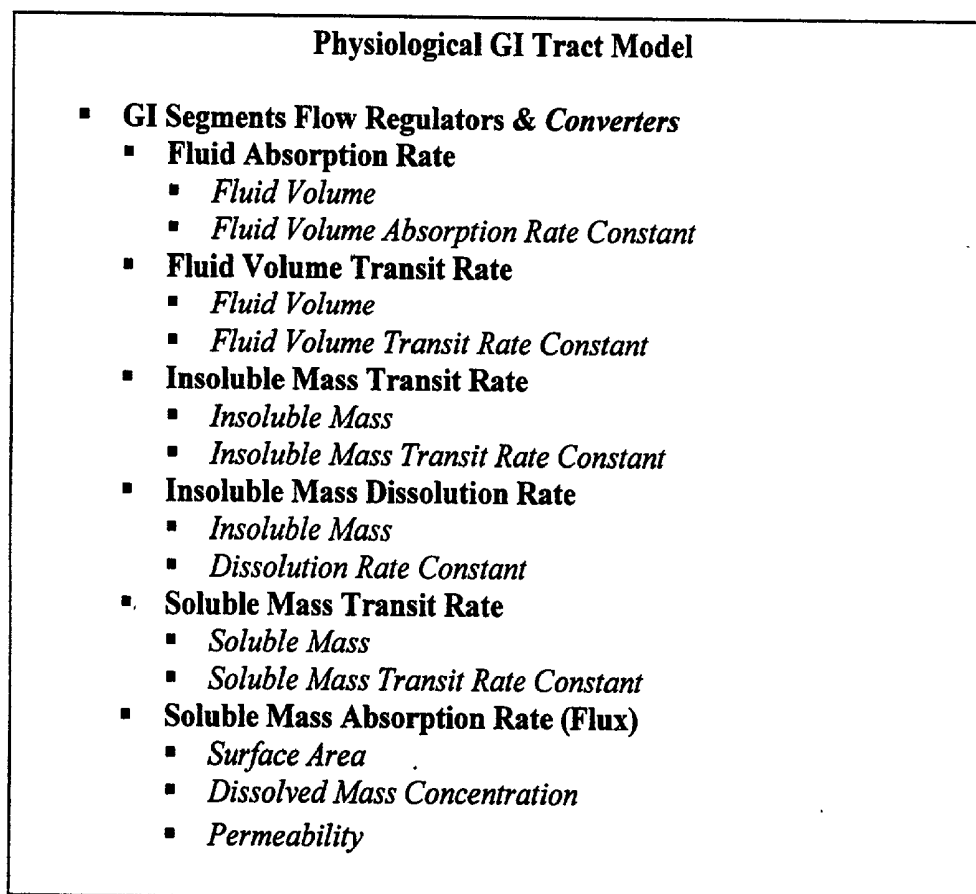 Physiological GI Tract Model
▪ GI Segments Flow Regulators & Converters
▪ Fluid Absorption Rate
▪ Fluid Volume
▪ Fluid Volume Absorption Rate Constant
▪ Fluid Volume Transit Rate
▪ Fluid Volume
▪ Fluid Volume Transit Rate Constant
▪ Insoluble Mass Transit Rate
▪ Insoluble Mass
▪ Insoluble Mass Transit Rate Constant
▪ Insoluble Mass Dissolution Rate
▪ Insoluble Mass
▪ Dissolution Rate Constant
▪ Soluble Mass Transit Rate
▪ Soluble Mass
▪ Soluble Mass Transit Rate Constant
▪ Soluble Mass Absorption Rate (Flux)
▪ Surface Area
▪ Dissolved Mass Concentration
▪ Permeability